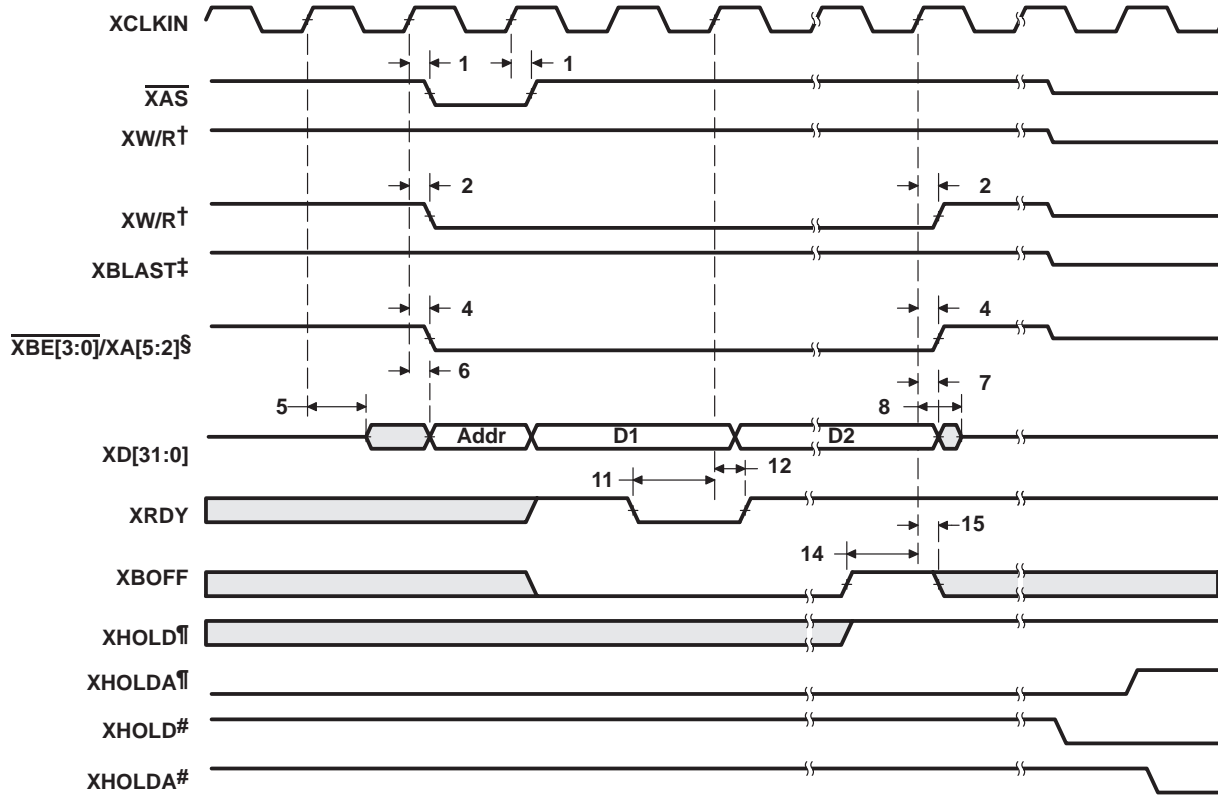 XCLKIN
1 1
XAS
XW/R†
2 2
XW/R†
XBLAST‡
4 4
XBE[3:0]/XA[5:2]§
6 7
5 8
XD[31:0] Addr D1 D2
11 12
XRDY
15
14
XBOFF
XHOLD¶
XHOLDA¶
XHOLD#
XHOLDA#